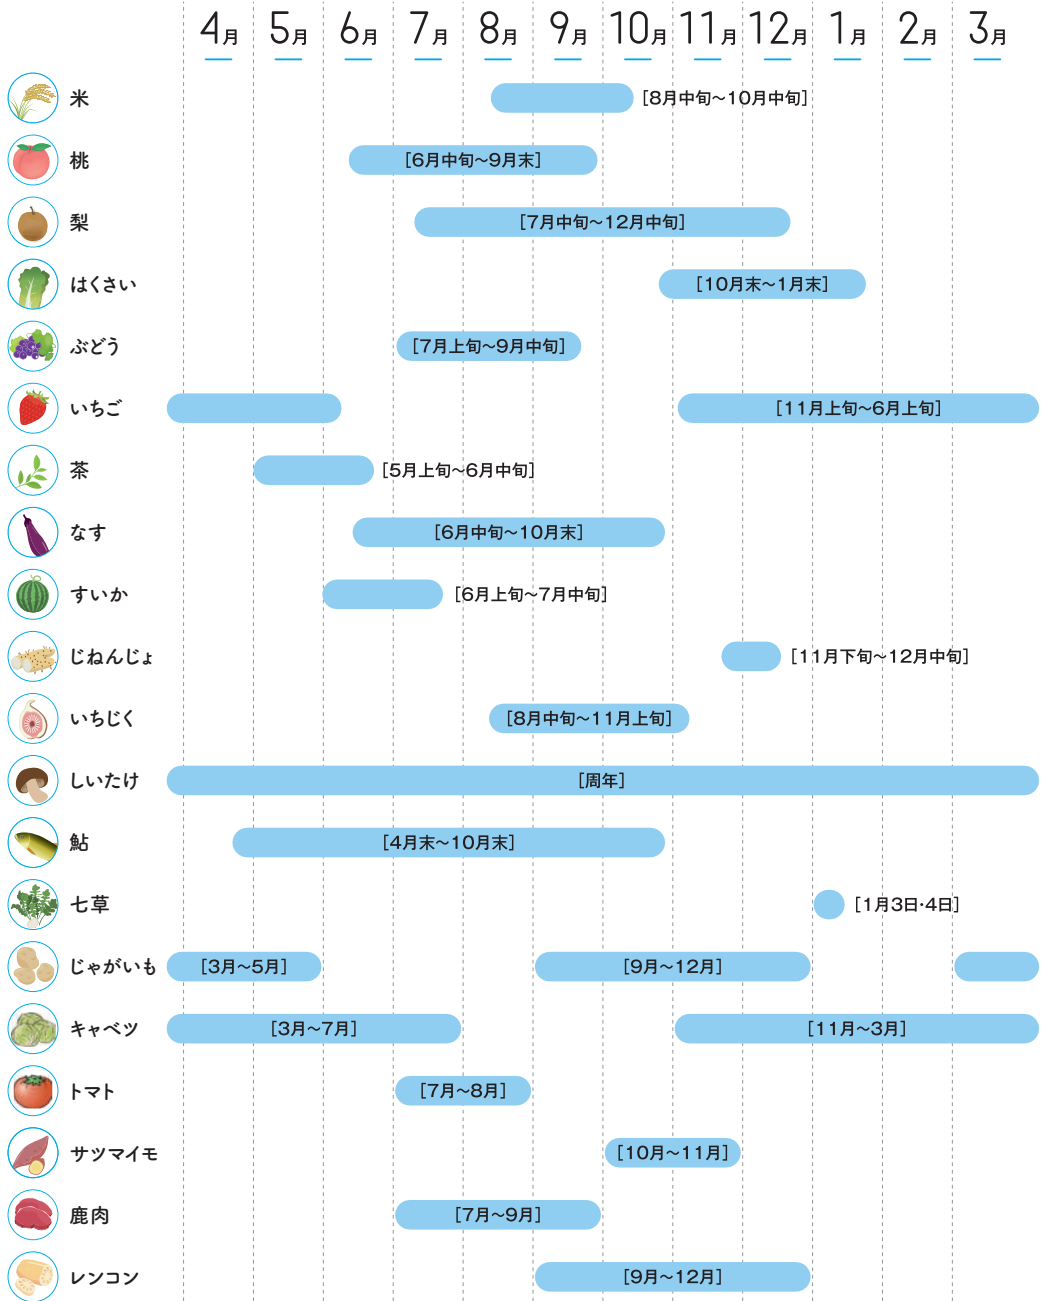 4月 5月 6月 7月 8月 9月 10月 11月 12月 1月 2月 3月
米 [8月中旬〜10月中旬]
桃 [6月中旬〜9月末]
梨 [7月中旬〜12月中旬]
はくさい [10月末〜1月末]
ぶどう [7月上旬〜9月中旬]
いちご [11月上旬〜6月上旬]
茶 [5月上旬〜6月中旬]
なす [6月中旬〜10月末]
すいか [6月上旬〜7月中旬]
じねんじょ [11月下旬〜12月中旬]
いちじく [8月中旬〜11月上旬]
しいたけ [周年]
鮎 [4月末〜10月末]
七草 [1月3日・4日]
じゃがいも [3月〜5月] [9月〜12月]
キャベツ [3月〜7月] [11月〜3月]
トマト [7月〜8月]
サツマイモ [10月〜11月]
鹿肉 [7月〜9月]
レンコン [9月〜12月]